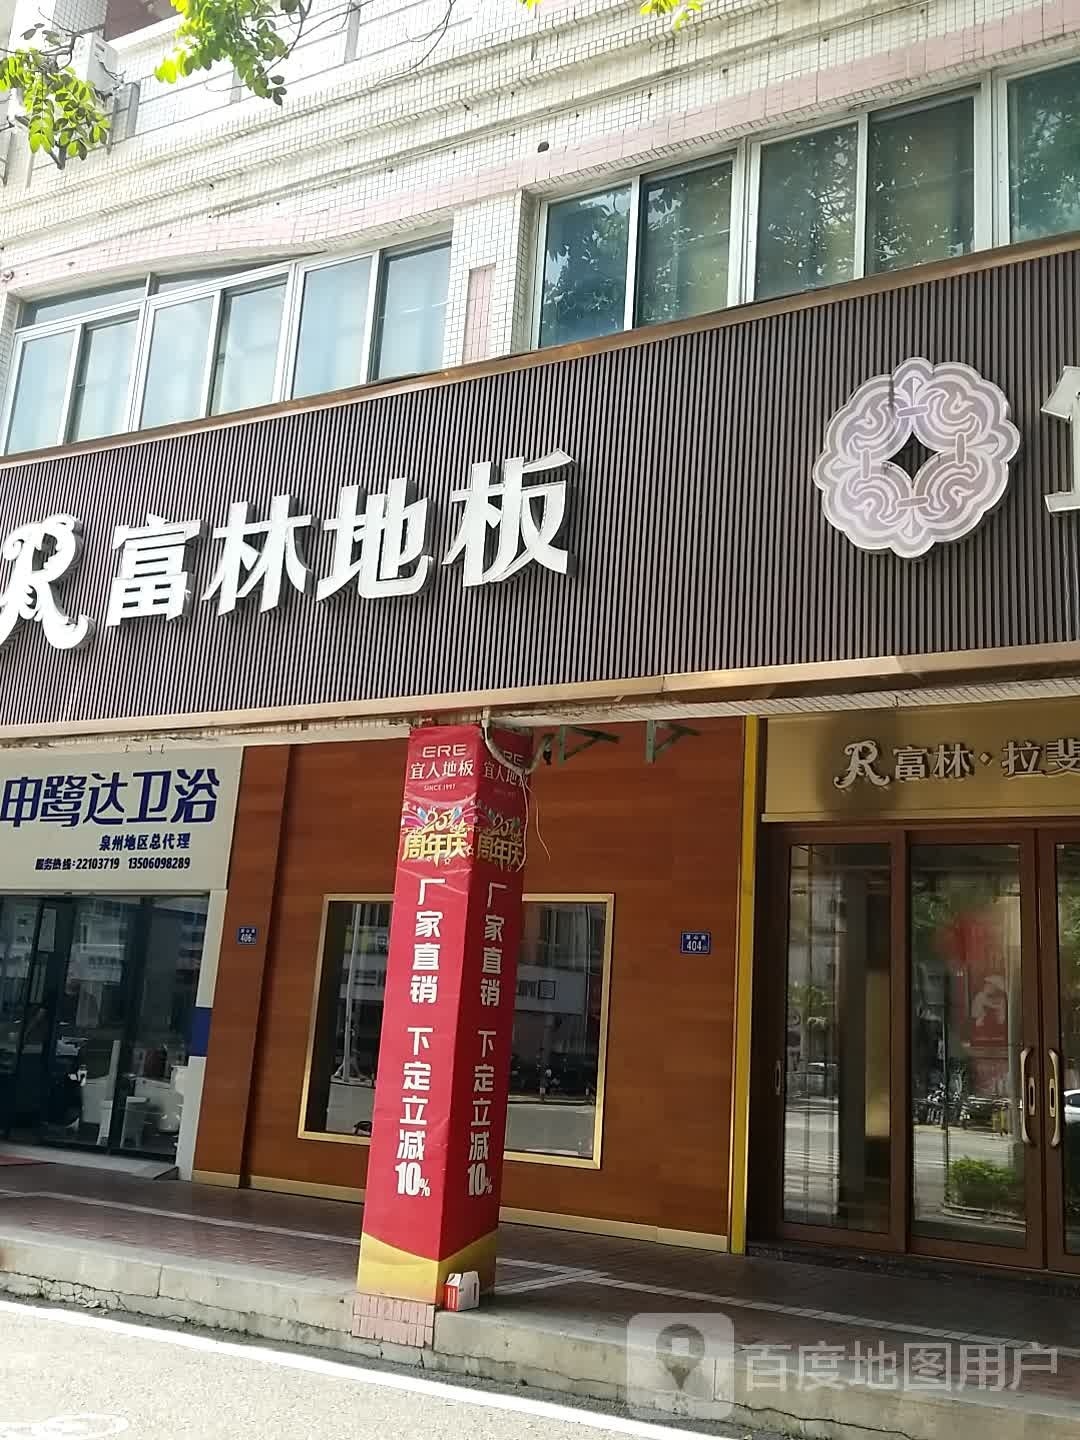 R 富林地板
申鹭达卫浴
泉州地区总代理
服务热线:22103719 13506098289
ERE
宜人地板
SINCE 1997
周年庆
厂家直销 下定立减10%
ERE
宜人地板
周年庆
厂家直销 下定立减10%
R 富林·拉斐
406
404
百度地图用户